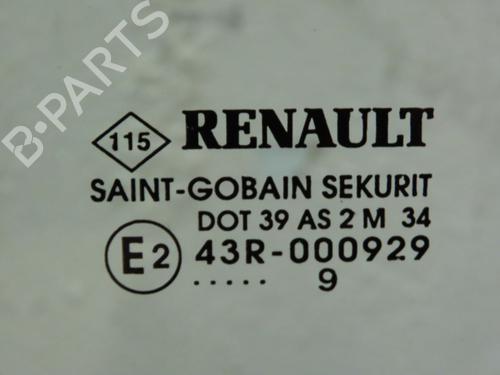 B-PARTS
115 RENAULT
SAINT-GOBAIN SEKURIT
DOT 39 AS 2 M 34
E2 43R-000929
..... 9